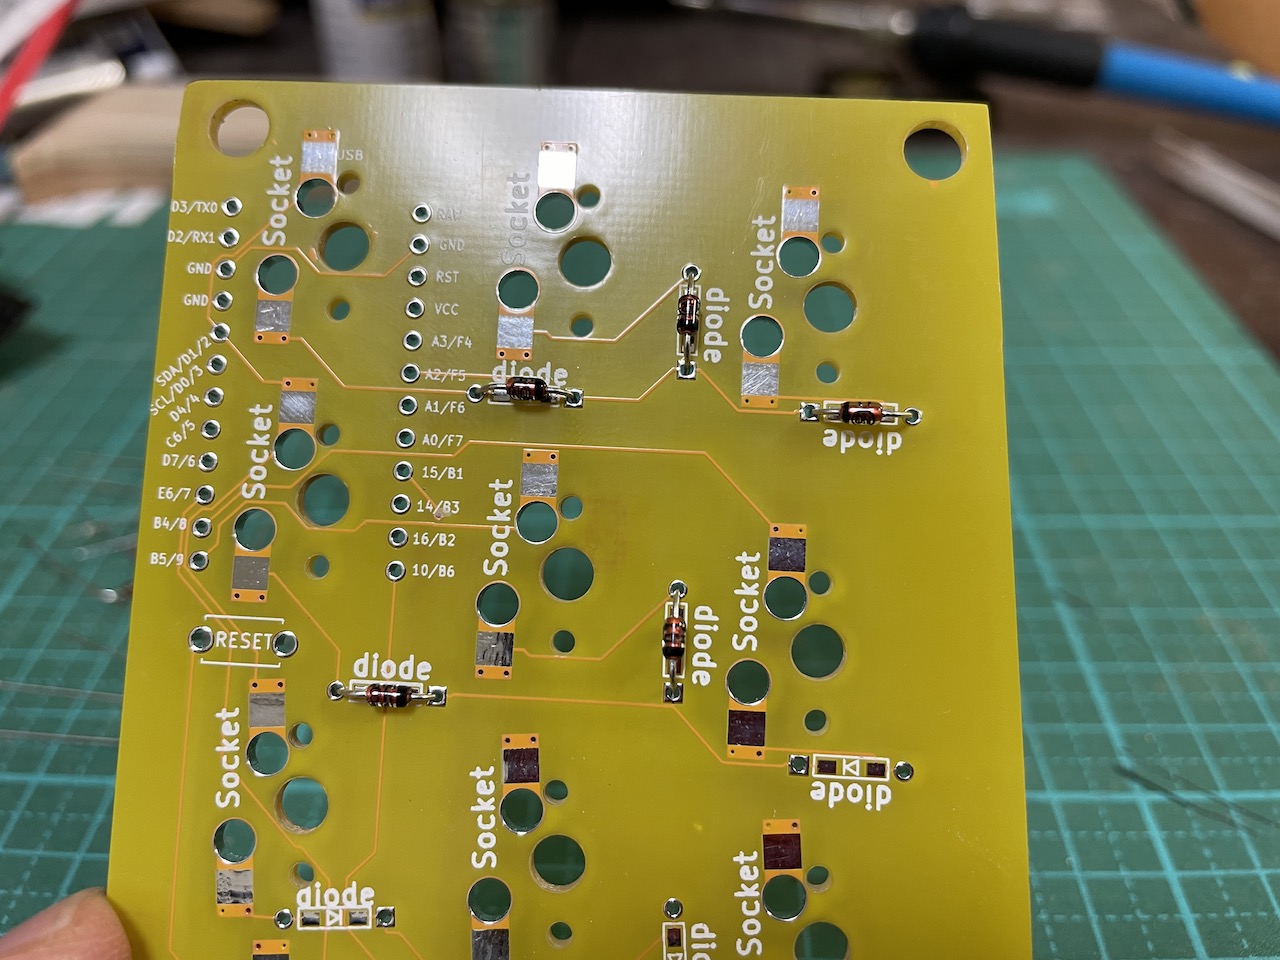 USB
Socket
Socket
Socket
D3/TX0
D2/RX1
GND
GND
SDA/D1/2
SCL/D0/3
D4/4
C6/5
D7/6
E6/7
B4/8
B5/9
RAW
GND
RST
VCC
A3/F4
A2/F5
A1/F6
A0/F7
15/B1
14/B3
16/B2
10/B6
diode
diode
diode
Socket
Socket
Socket
RESET
diode
diode
diode
Socket
Socket
Socket
diode